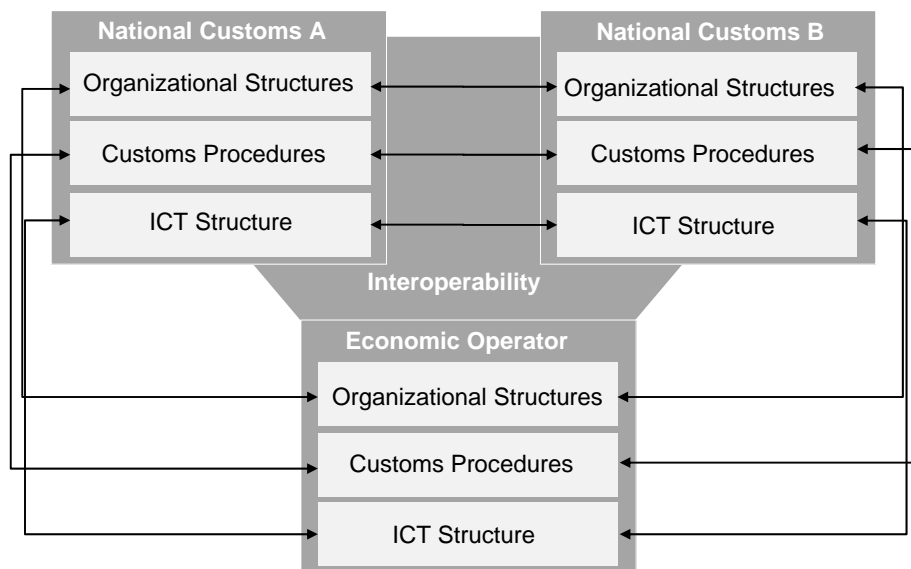 National Customs A
Organizational Structures
Customs Procedures
ICT Structure
National Customs B
Organizational Structures
Customs Procedures
ICT Structure
Interoperability
Economic Operator
Organizational Structures
Customs Procedures
ICT Structure